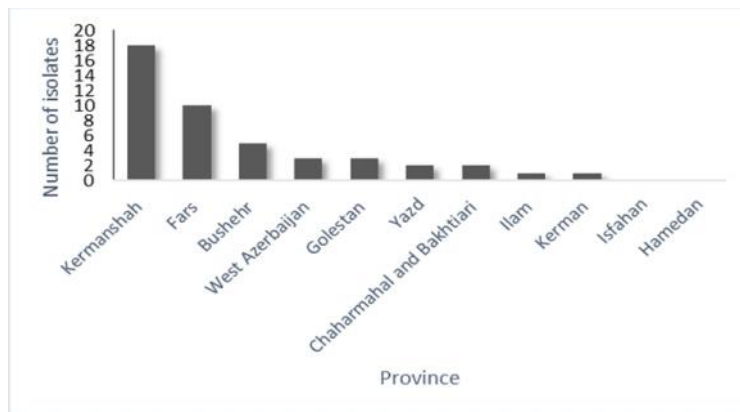 Number of isolates
20
18
16
14
12
10
8
6
4
2
0
Kermanshah
Fars
Bushehr
West Azerbaijan
Golestan
Yazd
Chaharmahal and Bakhtiari
Ilam
Kerman
Isfahan
Hamedan
Province